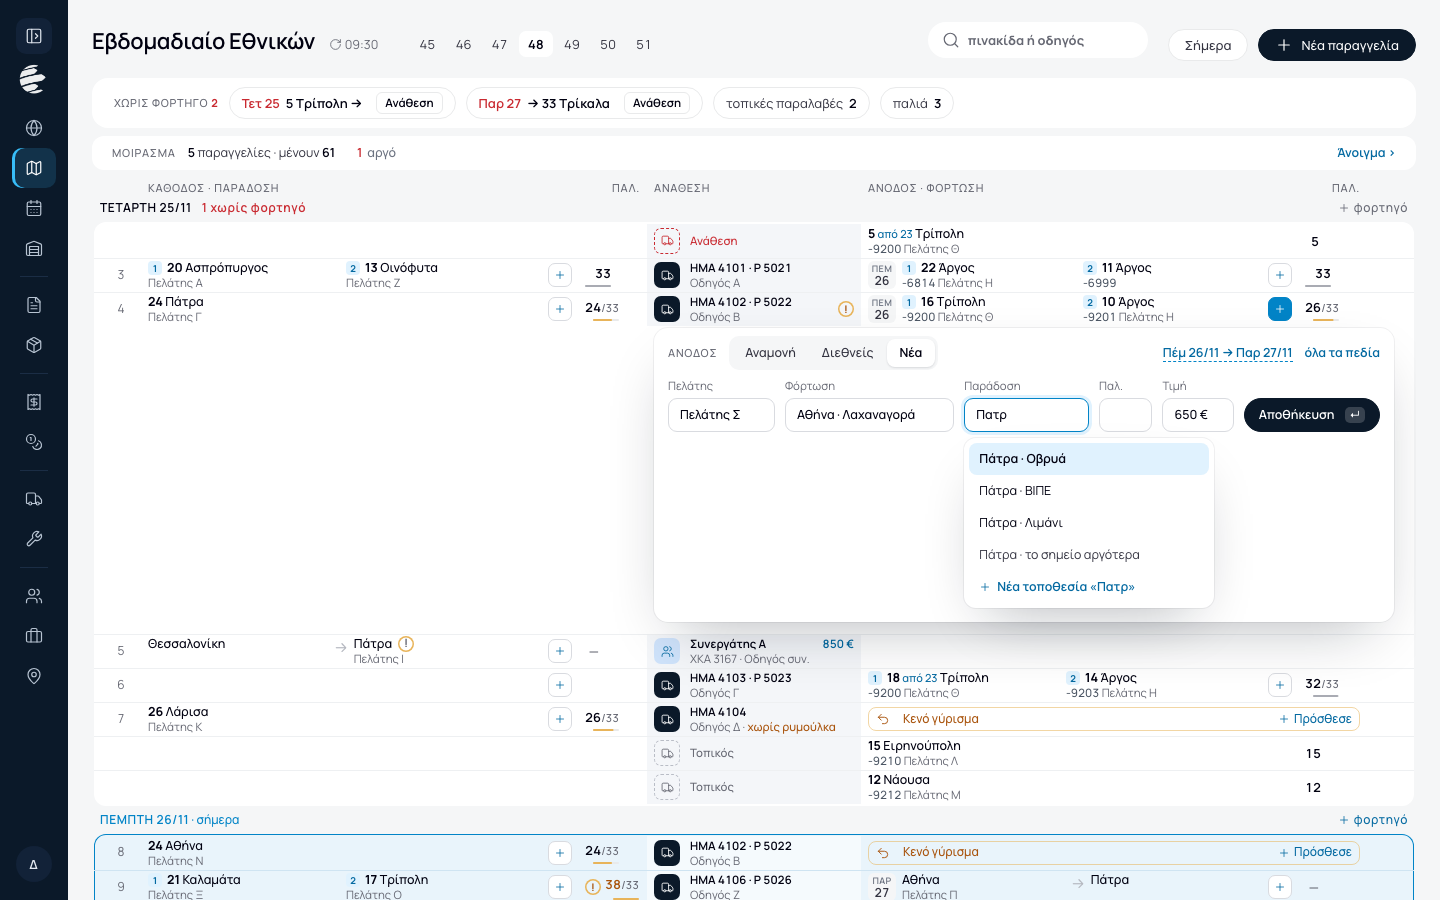 Εβδομαδιαίο Εθνικών
09:30
45 46 47 48 49 50 51
πινακίδα ή οδηγός
Σήμερα
Νέα παραγγελία
ΧΩΡΙΣ ΦΟΡΤΗΓΟ 2
Τετ 25 5 Τρίπολη → Ανάθεση
Παρ 27 → 33 Τρίκαλα Ανάθεση
τοπικές παραλαβές 2
παλιά 3
ΜΟΙΡΑΣΜΑ 5 παραγγελίες · μένουν 61 1 αργό
Άνοιγμα ›
ΚΑΘΟΔΟΣ · ΠΑΡΑΔΟΣΗ ΠΑΛ. ΑΝΑΘΕΣΗ ΑΝΟΔΟΣ · ΦΟΡΤΩΣΗ ΠΑΛ.
ΤΕΤΑΡΤΗ 25/11 1 χωρίς φορτηγό + φορτηγό
Ανάθεση 5 από 23 Τρίπολη 5
-9200 Πελάτης Θ
3 1 20 Ασπρόπυργος 2 13 Οινόφυτα + 33 ΗΜΑ 4101 · Ρ 5021 ΠΕΜ 26 1 22 Άργος 2 11 Άργος + 33
Πελάτης Α Πελάτης Ζ Οδηγός Α -6814 Πελάτης Η -6999
4 24 Πάτρα + 24/33 ΗΜΑ 4102 · Ρ 5022 ΠΕΜ 26 1 16 Τρίπολη 2 10 Άργος + 26/33
Πελάτης Γ Οδηγός Β -9200 Πελάτης Θ -9201 Πελάτης Η
ΑΝΟΔΟΣ Αναμονή Διεθνείς Νέα Πέμ 26/11 → Παρ 27/11 όλα τα πεδία
Πελάτης Φόρτωση Παράδοση Παλ. Τιμή
Πελάτης Σ Αθήνα · Λαχαναγορά Πατρ 650 € Αποθήκευση ↵
Πάτρα · Οβρυά
Πάτρα · ΒΙΠΕ
Πάτρα · Λιμάνι
Πάτρα · το σημείο αργότερα
+ Νέα τοποθεσία «Πατρ»
5 Θεσσαλονίκη → Πάτρα + – Συνεργάτης Α 850 €
Πελάτης Ι ΧΚΑ 3167 · Οδηγός συν.
6 + ΗΜΑ 4103 · Ρ 5023 1 18 από 23 Τρίπολη 2 14 Άργος + 32/33
Οδηγός Γ -9200 Πελάτης Θ -9203 Πελάτης Η
7 26 Λάρισα + 26/33 ΗΜΑ 4104 Κενό γύρισμα + Πρόσθεσε
Πελάτης Κ Οδηγός Δ · χωρίς ρυμούλκα
Τοπικός 15 Ειρηνούπολη 15
-9210 Πελάτης Λ
Τοπικός 12 Νάουσα 12
-9212 Πελάτης Μ
ΠΕΜΠΤΗ 26/11 · σήμερα + φορτηγό
8 24 Αθήνα + 24/33 ΗΜΑ 4102 · Ρ 5022 Κενό γύρισμα + Πρόσθεσε
Πελάτης Ν Οδηγός Β
9 1 21 Καλαμάτα 2 17 Τρίπολη + 38/33 ΗΜΑ 4106 · Ρ 5026 ΠΑΡ 27 Αθήνα → Πάτρα + –
Πελάτης Ξ Πελάτης Ο Οδηγός Ζ Πελάτης Π
Δ